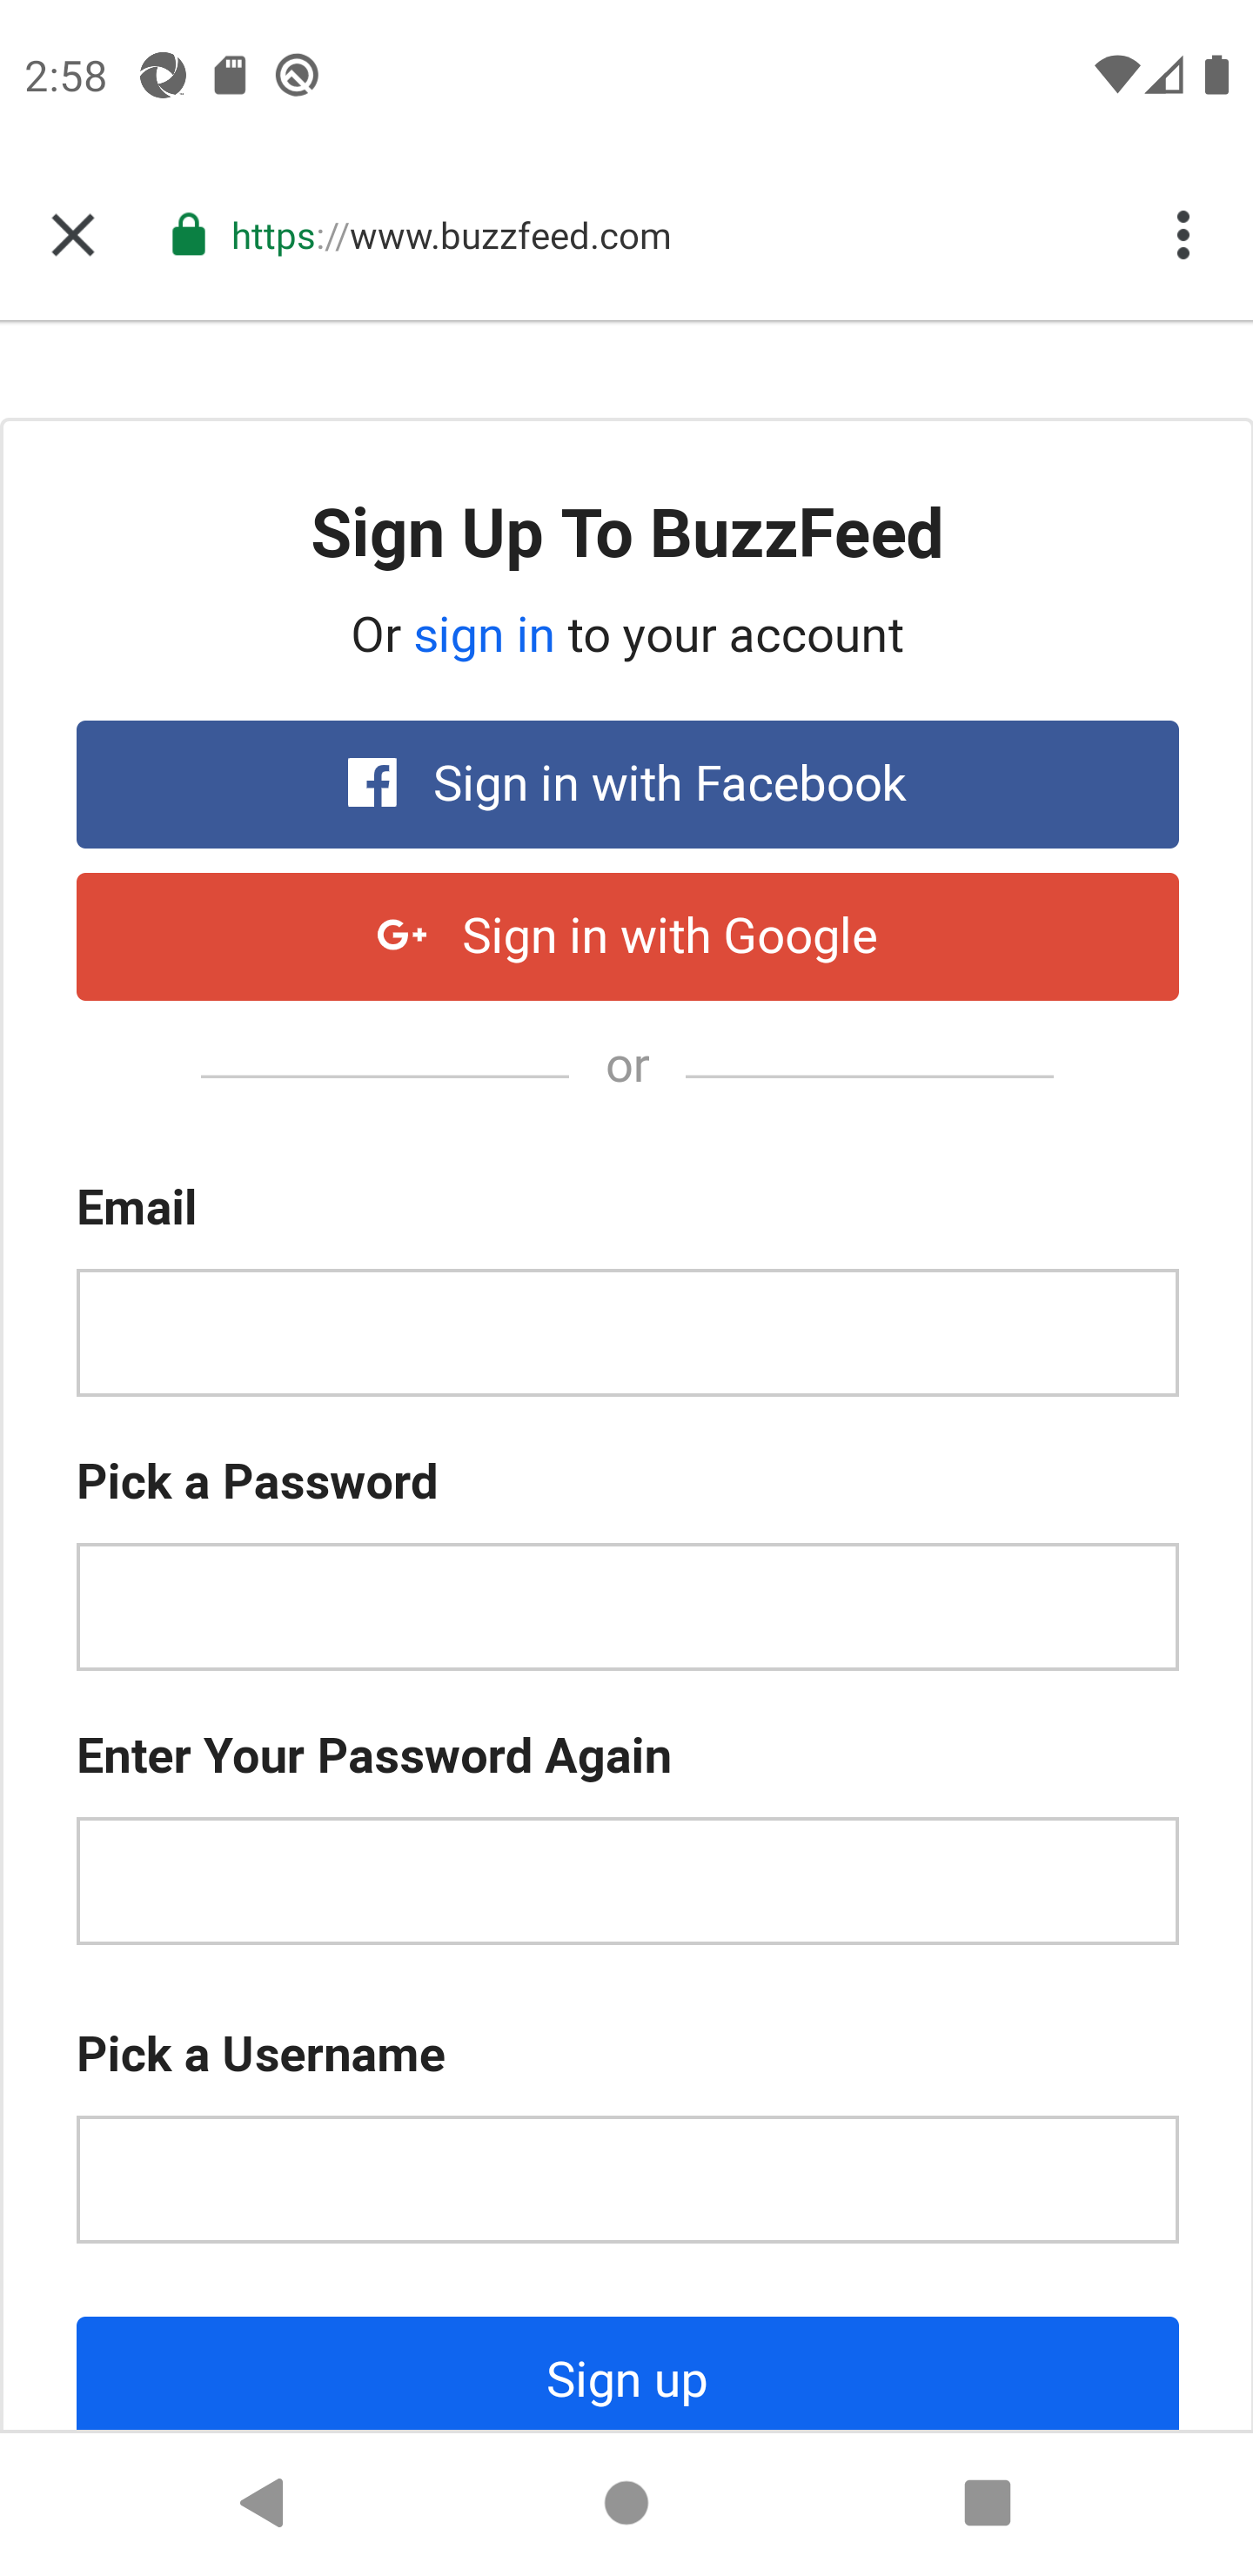 2:58
https://www.buzzfeed.com
Sign Up To BuzzFeed
Or sign in to your account
Sign in with Facebook
G+ Sign in with Google
or
Email
Pick a Password
Enter Your Password Again
Pick a Username
Sign up